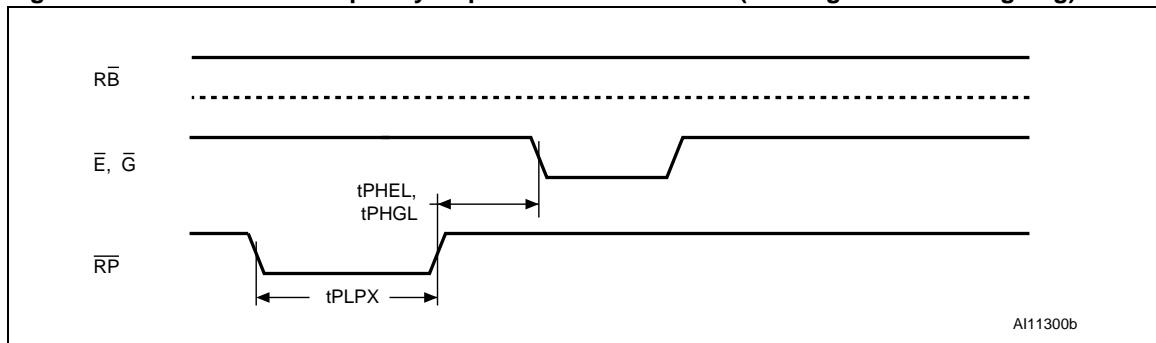 RB̅
E̅, G̅
tPHEL,
tPHGL
R̅P̅
tPLPX
AI11300b